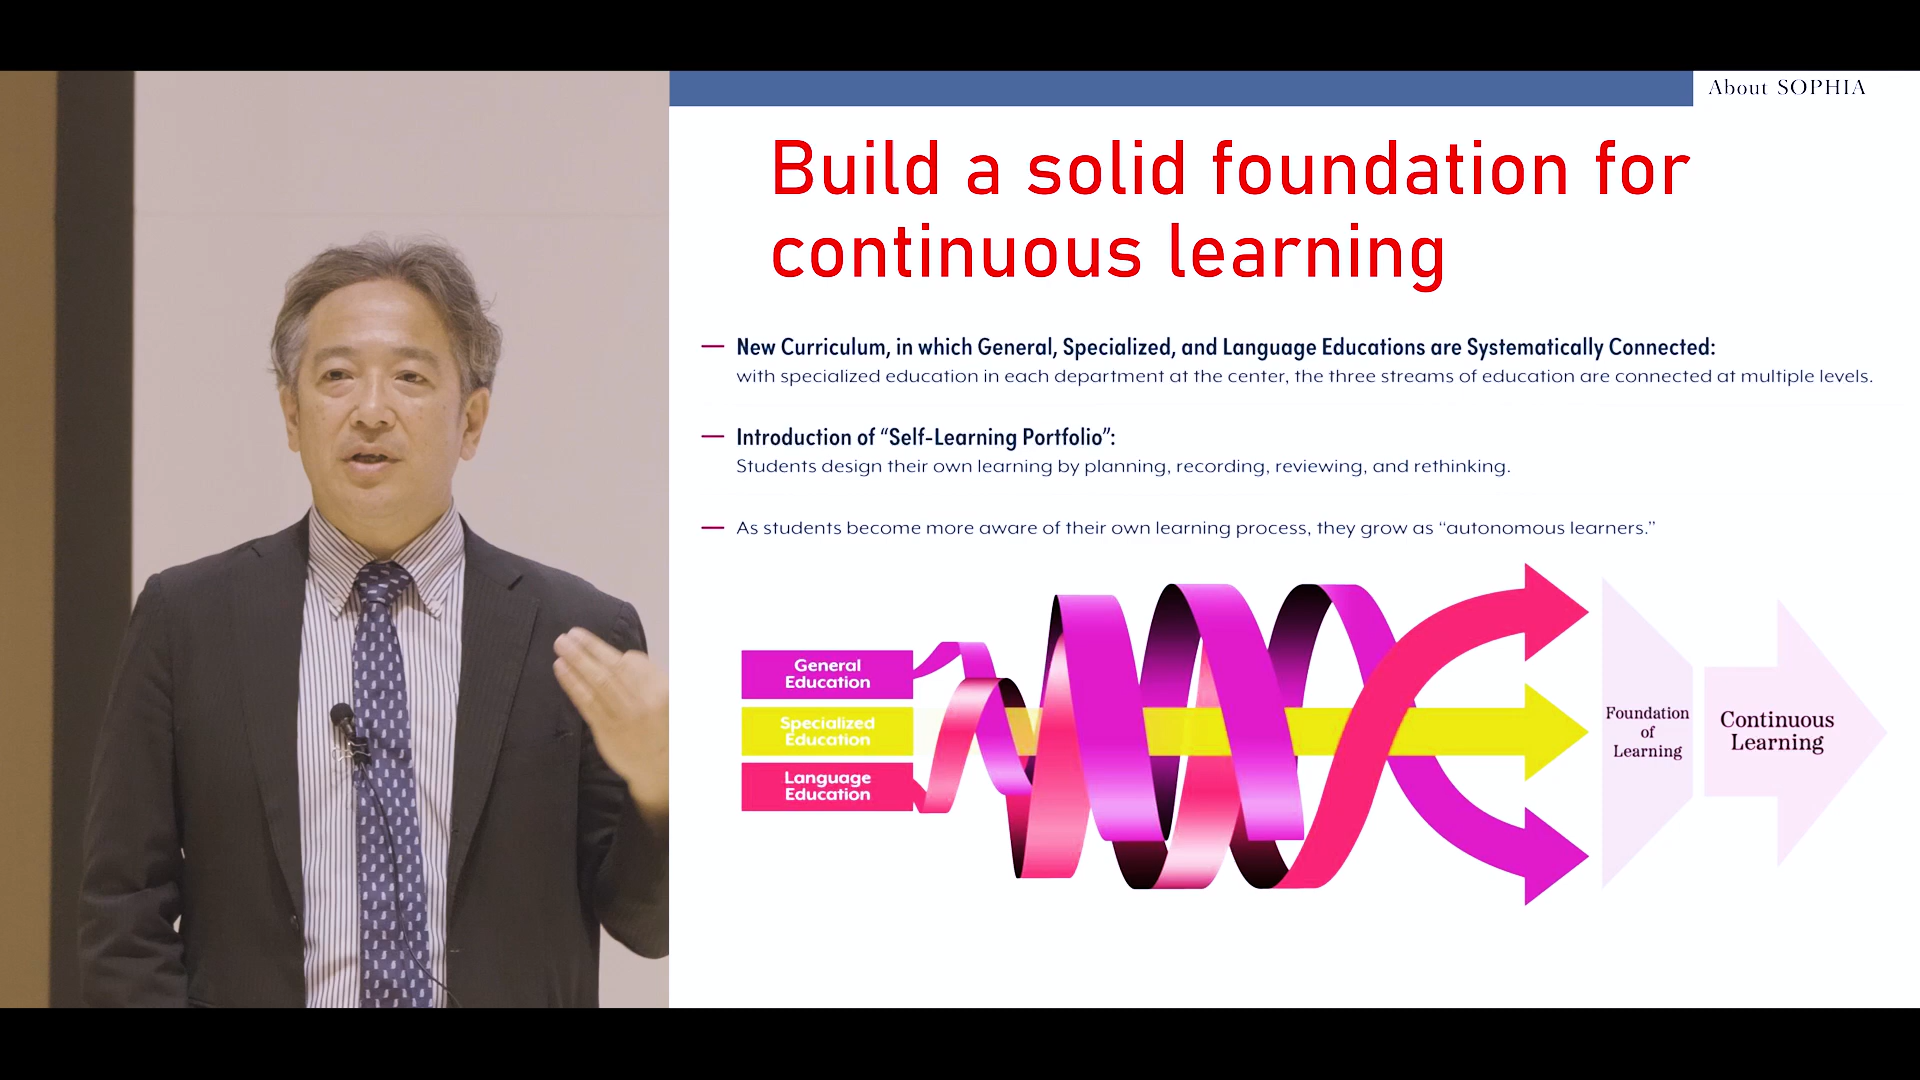 About SOPHIA
Build a solid foundation for
continuous learning
— New Curriculum, in which General, Specialized, and Language Educations are Systematically Connected:
with specialized education in each department at the center, the three streams of education are connected at multiple levels.
— Introduction of “Self-Learning Portfolio”:
Students design their own learning by planning, recording, reviewing, and rethinking.
— As students become more aware of their own learning process, they grow as “autonomous learners.”
General
Education
Specialized
Education
Language
Education
Foundation
of
Learning
Continuous
Learning